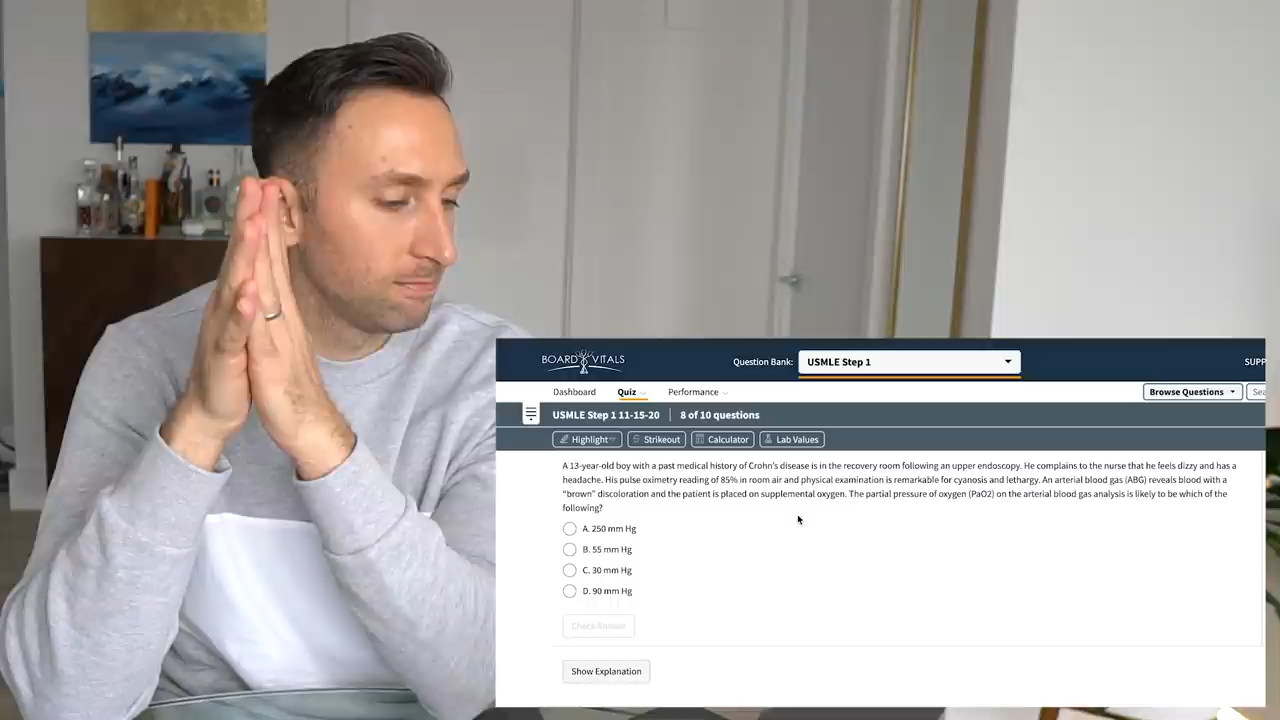 BOARD VITALS
Question Bank:
USMLE Step 1
SUPP
Dashboard
Quiz
Performance
Browse Questions
Sea
USMLE Step 1 11-15-20
8 of 10 questions
Highlight
Strikeout
Calculator
Lab Values
A 13-year-old boy with a past medical history of Crohn's disease is in the recovery room following an upper endoscopy. He complains to the nurse that he feels dizzy and has a
headache. His pulse oximetry reading of 85% in room air and physical examination is remarkable for cyanosis and lethargy. An arterial blood gas (ABG) reveals blood with a
“brown” discoloration and the patient is placed on supplemental oxygen. The partial pressure of oxygen (PaO2) on the arterial blood gas analysis is likely to be which of the
following?
A. 250 mm Hg
B. 55 mm Hg
C. 30 mm Hg
D. 90 mm Hg
Check Answer
Show Explanation